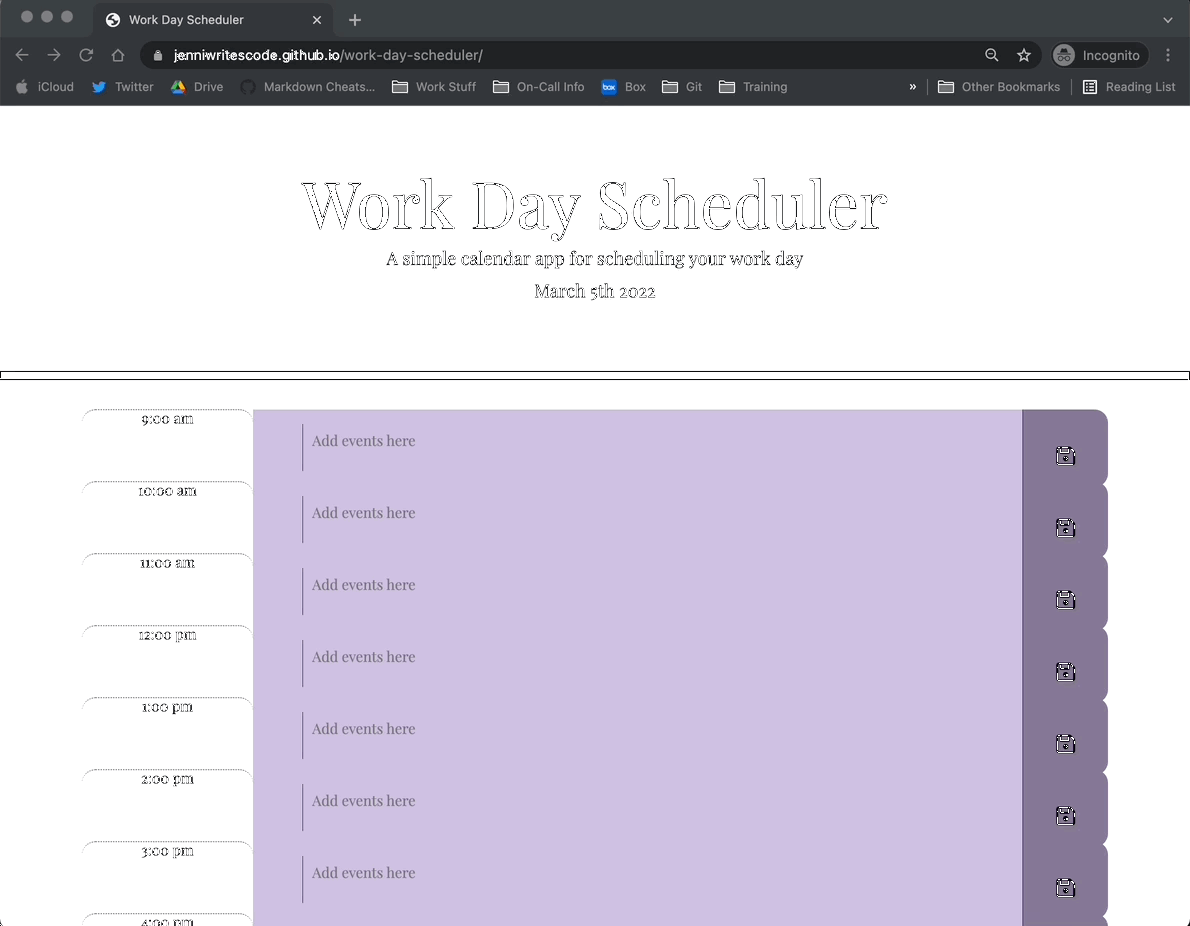 Work Day Scheduler
jenniwritescode.github.io/work-day-scheduler/
Incognito
iCloud
Twitter
Drive
Markdown Cheats...
Work Stuff
On-Call Info
box
Box
Git
Training
»
Other Bookmarks
Reading List
Work Day Scheduler
A simple calendar app for scheduling your work day
March 5th 2022
9:00 am
Add events here
10:00 am
Add events here
11:00 am
Add events here
12:00 pm
Add events here
1:00 pm
Add events here
2:00 pm
Add events here
3:00 pm
Add events here
4:00 pm